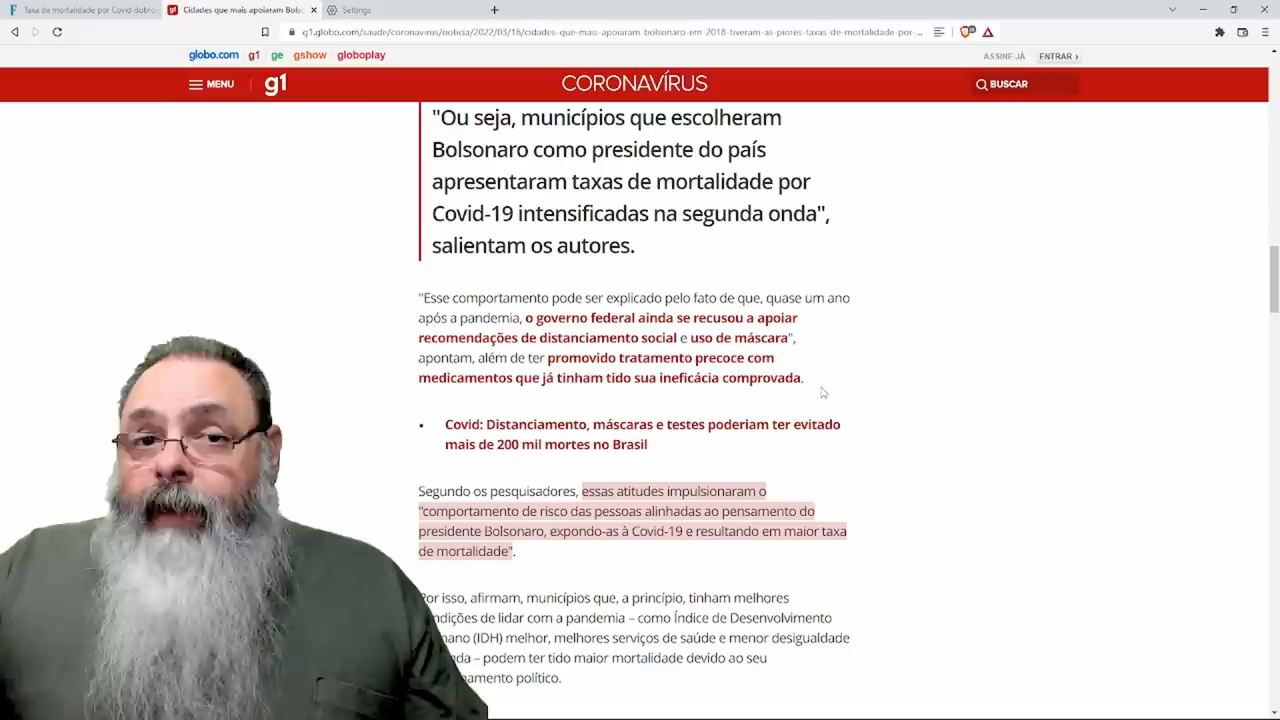 Taxa de mortalidade por Covid dobro
Cidades que mais apoiaram Bols
Settings
g1.globo.com/saude/coronavirus/noticia/2022/03/16/cidades-que-mais-apoiaram-bolsonaro-em-2018-tiveram-as-piores-taxas-de-mortalidade-por-...
globo.com g1 ge gshow globoplay
ASSINE JÁ ENTRAR ›
MENU g1 CORONAVÍRUS BUSCAR
"Ou seja, municípios que escolheram
Bolsonaro como presidente do país
apresentaram taxas de mortalidade por
Covid-19 intensificadas na segunda onda",
salientam os autores.
"Esse comportamento pode ser explicado pelo fato de que, quase um ano
após a pandemia, o governo federal ainda se recusou a apoiar
recomendações de distanciamento social e uso de máscara",
apontam, além de ter promovido tratamento precoce com
medicamentos que já tinham tido sua ineficácia comprovada.
• Covid: Distanciamento, máscaras e testes poderiam ter evitado
mais de 200 mil mortes no Brasil
Segundo os pesquisadores, essas atitudes impulsionaram o
"comportamento de risco das pessoas alinhadas ao pensamento do
presidente Bolsonaro, expondo-as à Covid-19 e resultando em maior taxa
de mortalidade".
Por isso, afirmam, municípios que, a princípio, tinham melhores
ndições de lidar com a pandemia – como Índice de Desenvolvimento
mano (IDH) melhor, melhores serviços de saúde e menor desigualdade
nda – podem ter tido maior mortalidade devido ao seu
namento político.